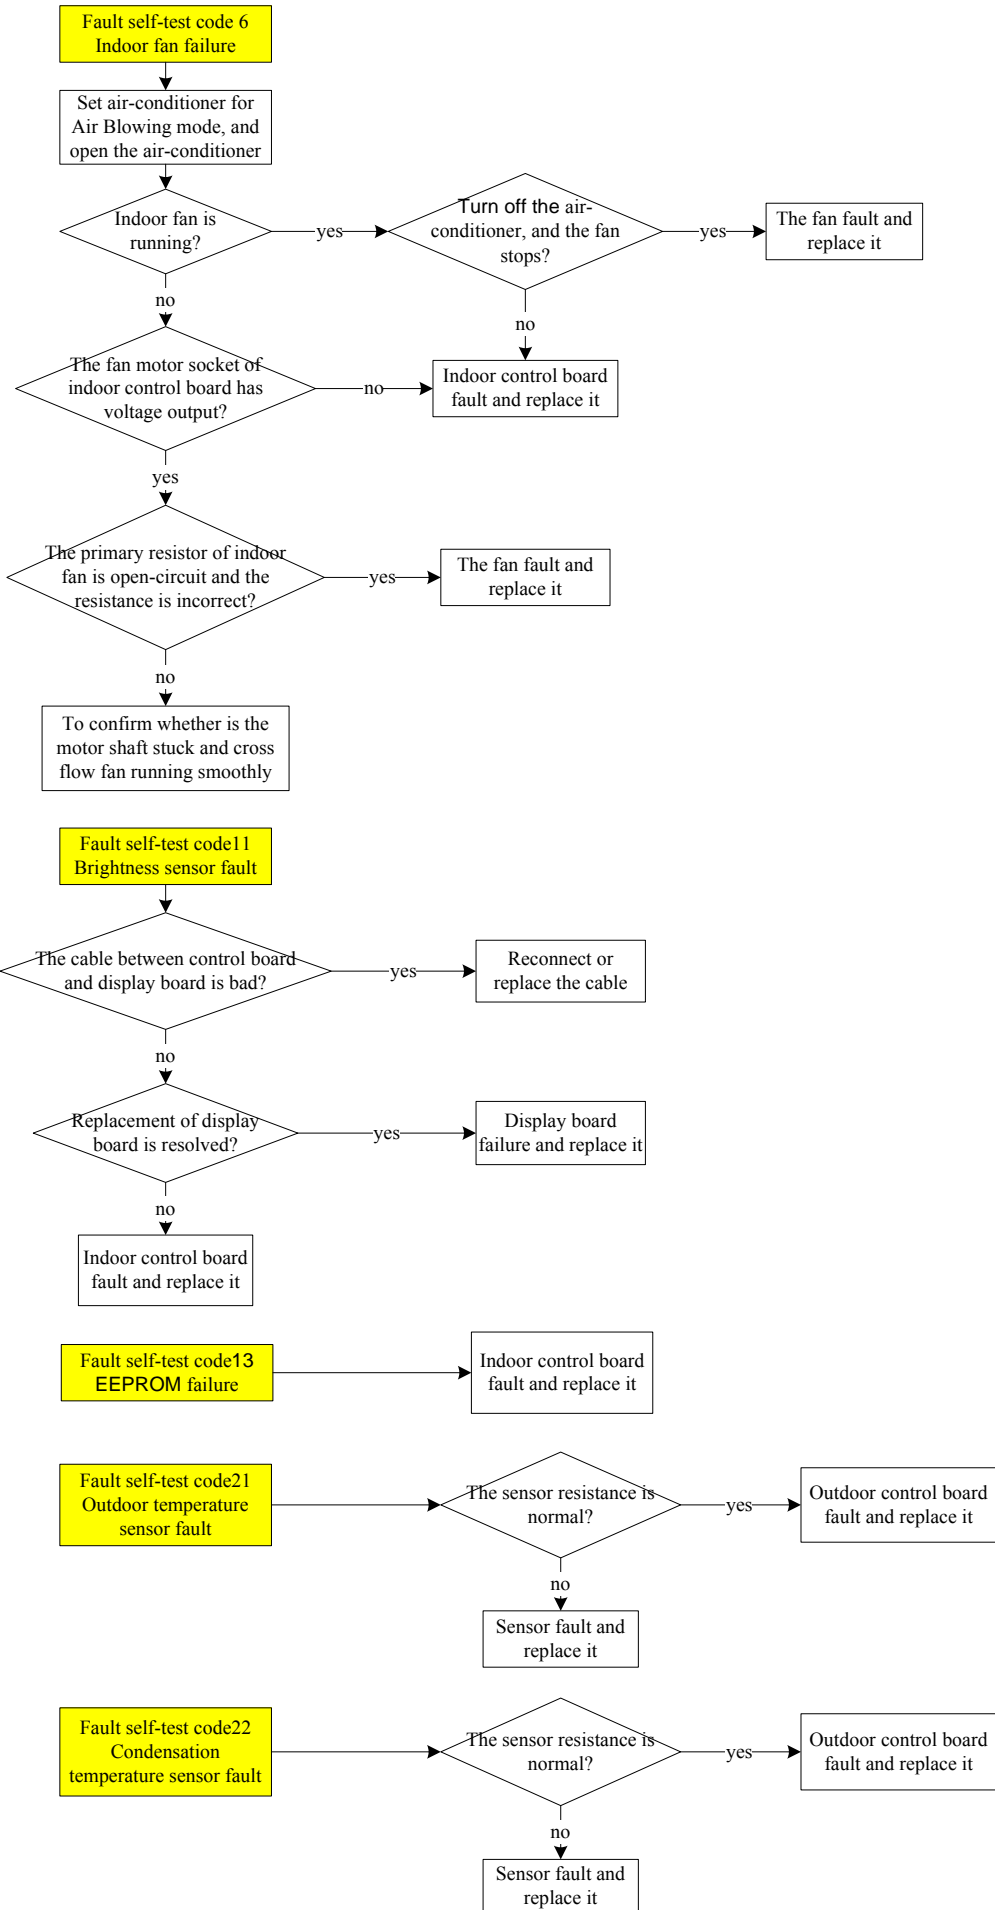 Fault self-test code 6
Indoor fan failure
Set air-conditioner for
Air Blowing mode, and
open the air-conditioner
Indoor fan is
running?
yes
Turn off the air-
conditioner, and the fan
stops?
yes
The fan fault and
replace it
no
no
The fan motor socket of
indoor control board has
voltage output?
no
Indoor control board
fault and replace it
yes
The primary resistor of indoor
fan is open-circuit and the
resistance is incorrect?
yes
The fan fault and
replace it
no
To confirm whether is the
motor shaft stuck and cross
flow fan running smoothly
Fault self-test code11
Brightness sensor fault
The cable between control board
and display board is bad?
yes
Reconnect or
replace the cable
no
Replacement of display
board is resolved?
yes
Display board
failure and replace it
no
Indoor control board
fault and replace it
Fault self-test code13
EEPROM failure
Indoor control board
fault and replace it
Fault self-test code21
Outdoor temperature
sensor fault
The sensor resistance is
normal?
yes
Outdoor control board
fault and replace it
no
Sensor fault and
replace it
Fault self-test code22
Condensation
temperature sensor fault
The sensor resistance is
normal?
yes
Outdoor control board
fault and replace it
no
Sensor fault and
replace it